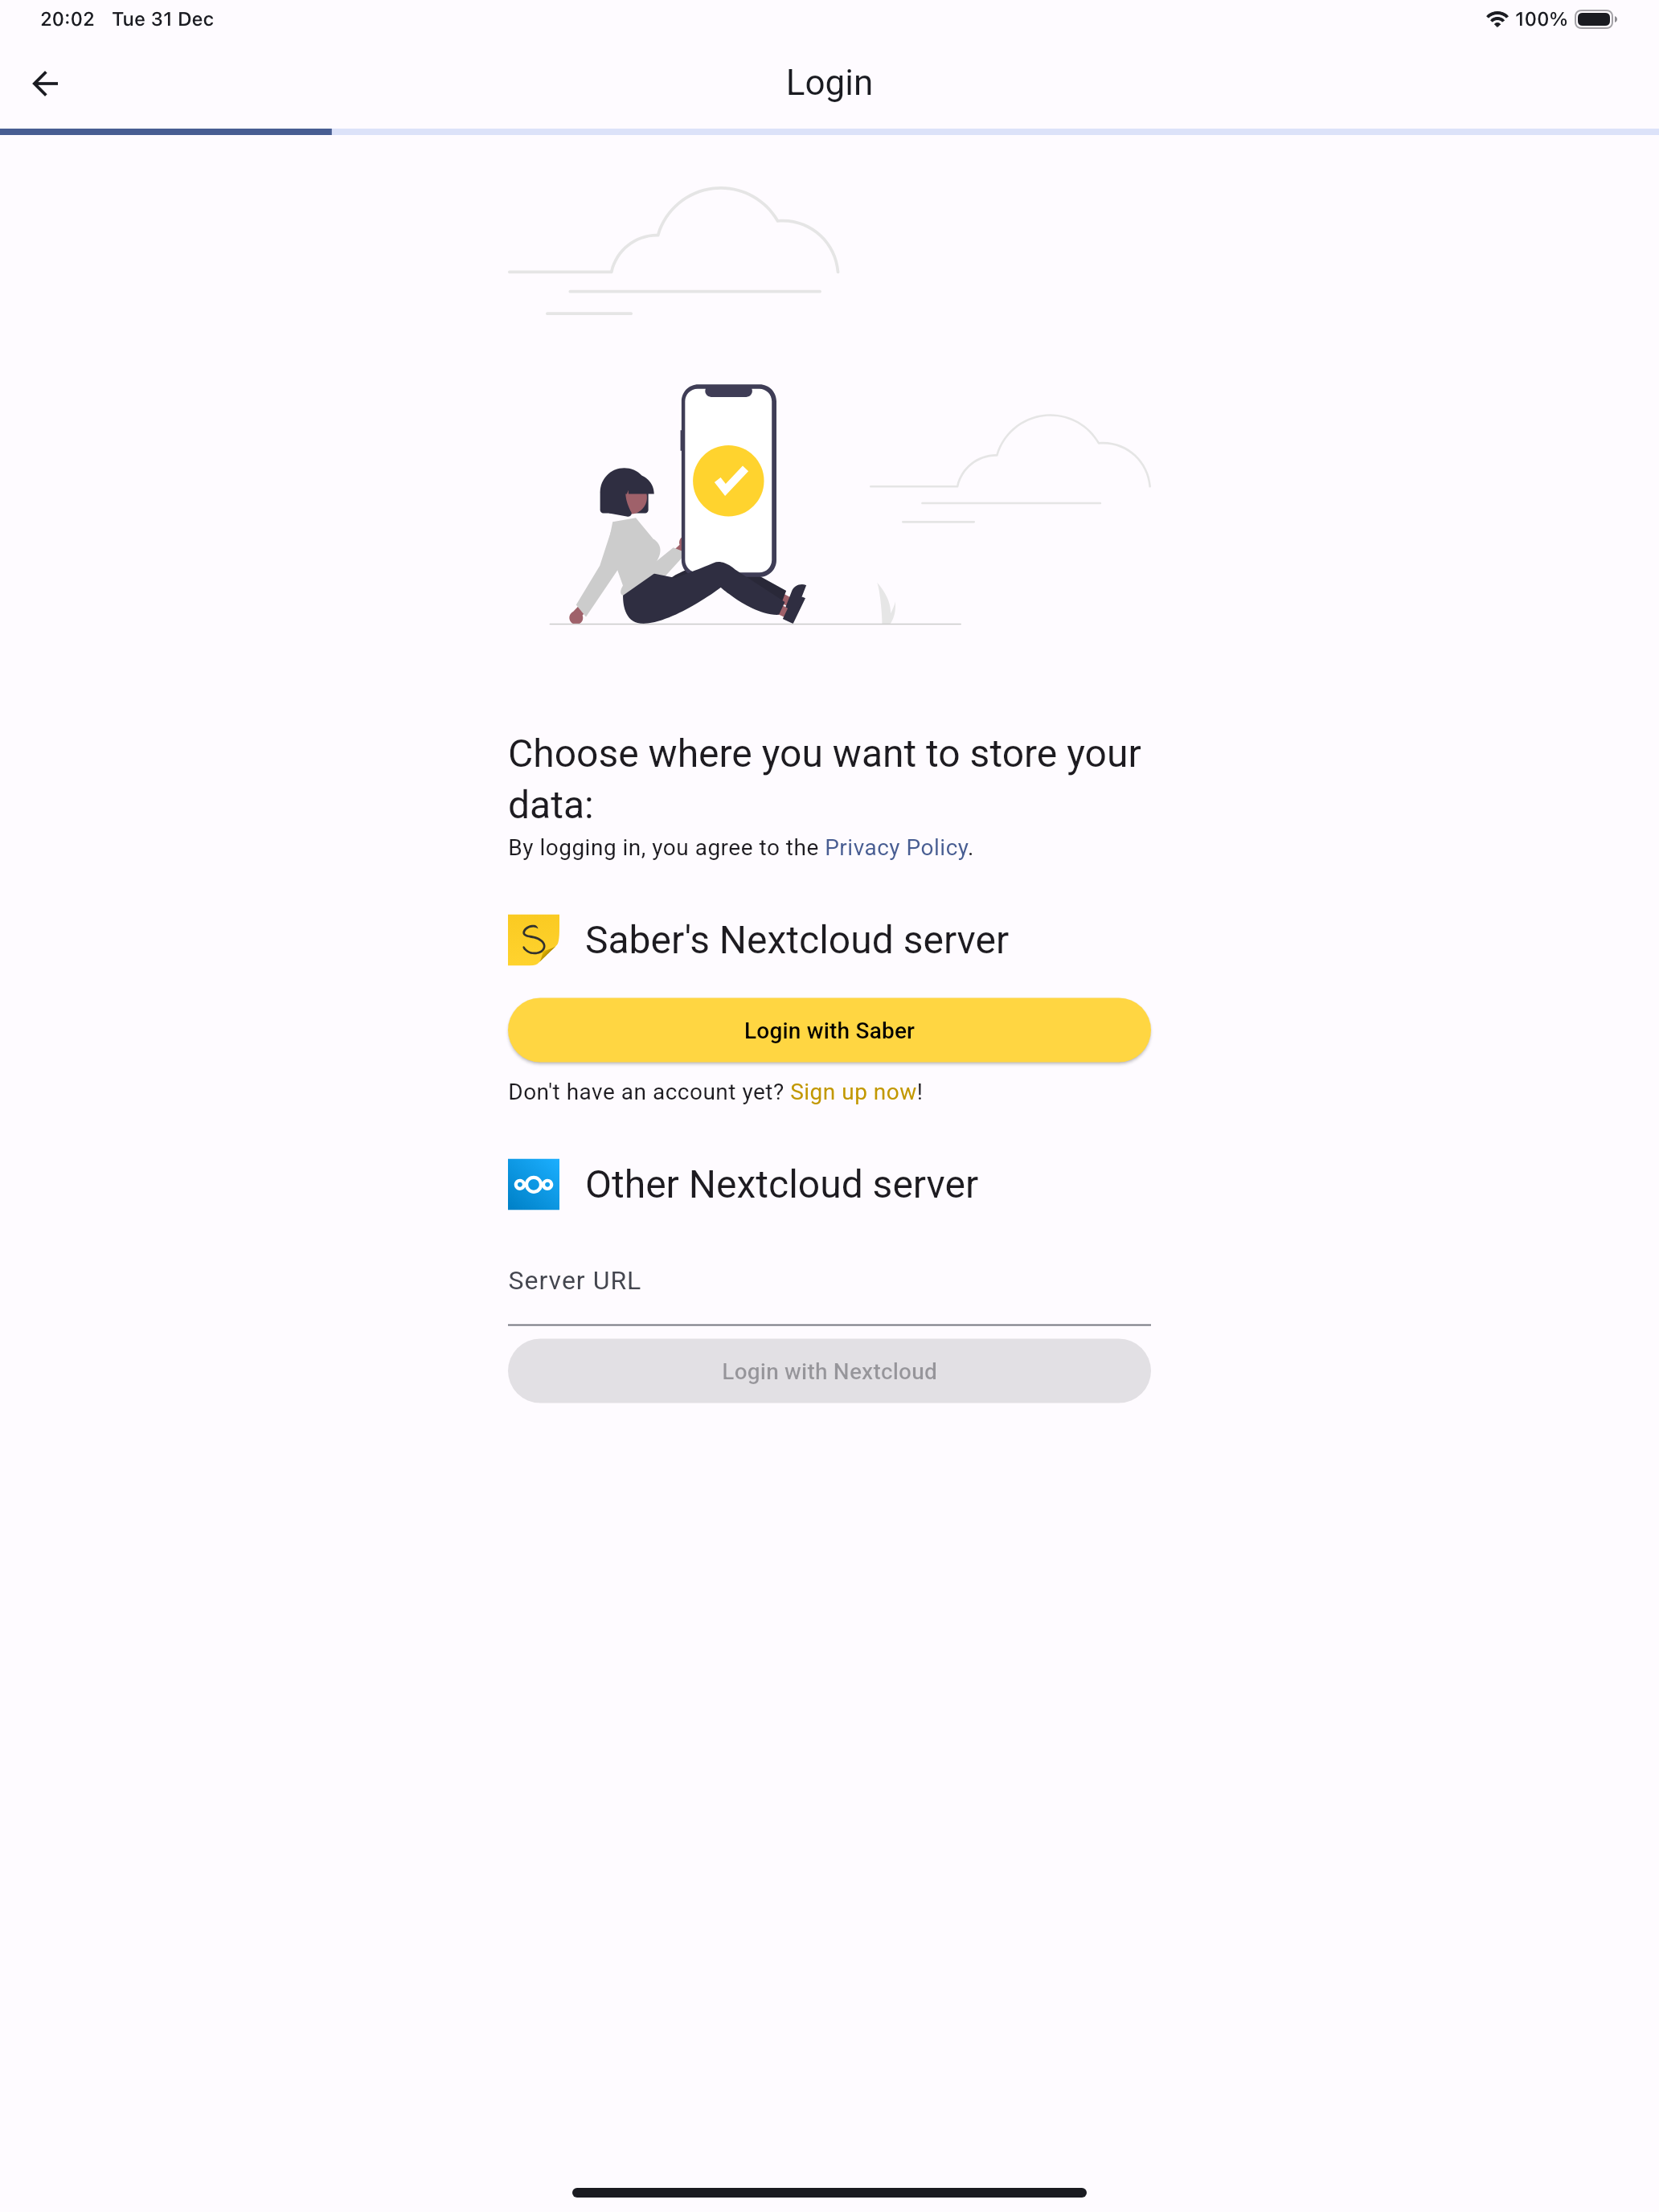 20:02 Tue 31 Dec 100%
Login
Choose where you want to store your
data:
By logging in, you agree to the Privacy Policy.
S
Saber's Nextcloud server
Login with Saber
Don't have an account yet? Sign up now!
Other Nextcloud server
Server URL
Login with Nextcloud